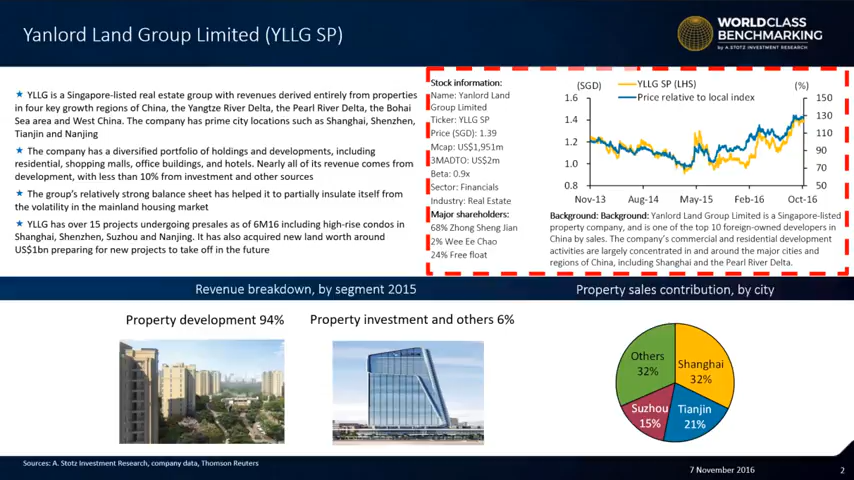 Yanlord Land Group Limited (YLLG SP)
WORLDCLASS
BENCHMARKING
by A. STOTZ INVESTMENT RESEARCH
★ YLLG is a Singapore-listed real estate group with revenues derived entirely from properties
in four key growth regions of China, the Yangtze River Delta, the Pearl River Delta, the Bohai
Sea area and West China. The company has prime city locations such as Shanghai, Shenzhen,
Tianjin and Nanjing
★ The company has a diversified portfolio of holdings and developments, including
residential, shopping malls, office buildings, and hotels. Nearly all of its revenue comes from
development, with less than 10% from investment and other sources
★ The group's relatively strong balance sheet has helped it to partially insulate itself from
the volatility in the mainland housing market
★ YLLG has over 15 projects undergoing presales as of 6M16 including high-rise condos in
Shanghai, Shenzhen, Suzhou and Nanjing. It has also acquired new land worth around
US$1bn preparing for new projects to take off in the future
Stock information:
Name: Yanlord Land
Group Limited
Ticker: YLLG SP
Price (SGD): 1.39
Mcap: US$1,951m
3MADTO: US$2m
Beta: 0.9x
Sector: Financials
Industry: Real Estate
Major shareholders:
68% Zhong Sheng Jian
2% Wee Ee Chao
24% Free float
(SGD)
YLLG SP (LHS)
(%)
Price relative to local index
1.6
1.4
1.2
1.0
0.8
150
130
110
90
70
50
Nov-13 Aug-14 May-15 Feb-16 Oct-16
Background: Background: Yanlord Land Group Limited is a Singapore-listed
property company, and is one of the top 10 foreign-owned developers in
China by sales. The company's commercial and residential development
activities are largely concentrated in and around the major cities and
regions of China, including Shanghai and the Pearl River Delta.
Revenue breakdown, by segment 2015
Property sales contribution, by city
Property development 94%
Property investment and others 6%
Others
32%
Shanghai
32%
Suzhou
15%
Tianjin
21%
Sources: A. Stotz Investment Research, company data, Thomson Reuters
7 November 2016
2